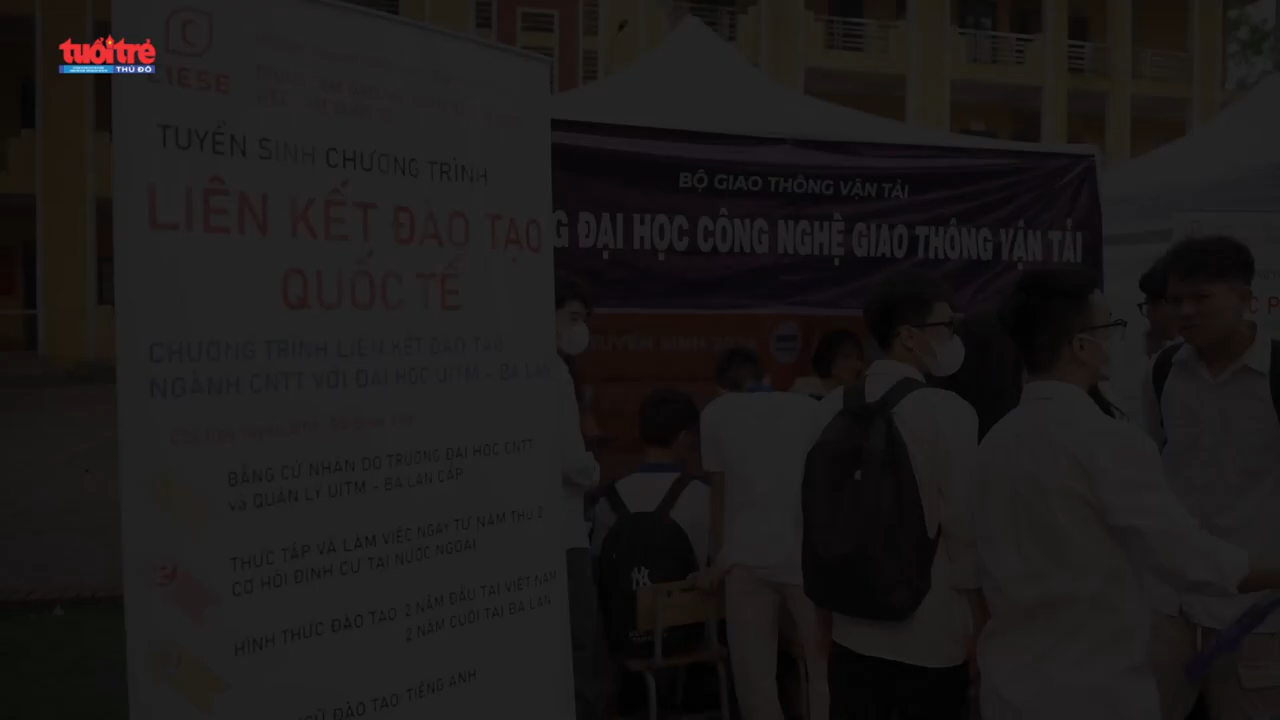 tuổi trẻ
THỦ ĐÔ
IESE
TUYỂN SINH CHƯƠNG TRÌNH
LIÊN KẾT ĐÀO TẠO
QUỐC TẾ
CHƯƠNG TRÌNH LIÊN KẾT ĐÀO TẠO
NGÀNH CNTT VỚI ĐẠI HỌC UITM - BA LAN
BẰNG CỬ NHÂN DO TRƯỜNG ĐẠI HỌC CNTT
và QUẢN LÝ UITM - BA LAN CẤP
THỰC TẬP VÀ LÀM VIỆC NGAY TỪ NĂM THỨ 2
CƠ HỘI ĐỊNH CƯ TẠI NƯỚC NGOÀI
HÌNH THỨC ĐÀO TẠO: 2 NĂM ĐẦU TẠI VIỆT NAM
2 NĂM CUỐI TẠI BA LAN
ĐÀO TẠO: TIẾNG ANH
BỘ GIAO THÔNG VẬN TẢI
G ĐẠI HỌC CÔNG NGHỆ GIAO THÔNG VẬN TẢI
UYỂN SINH
NY